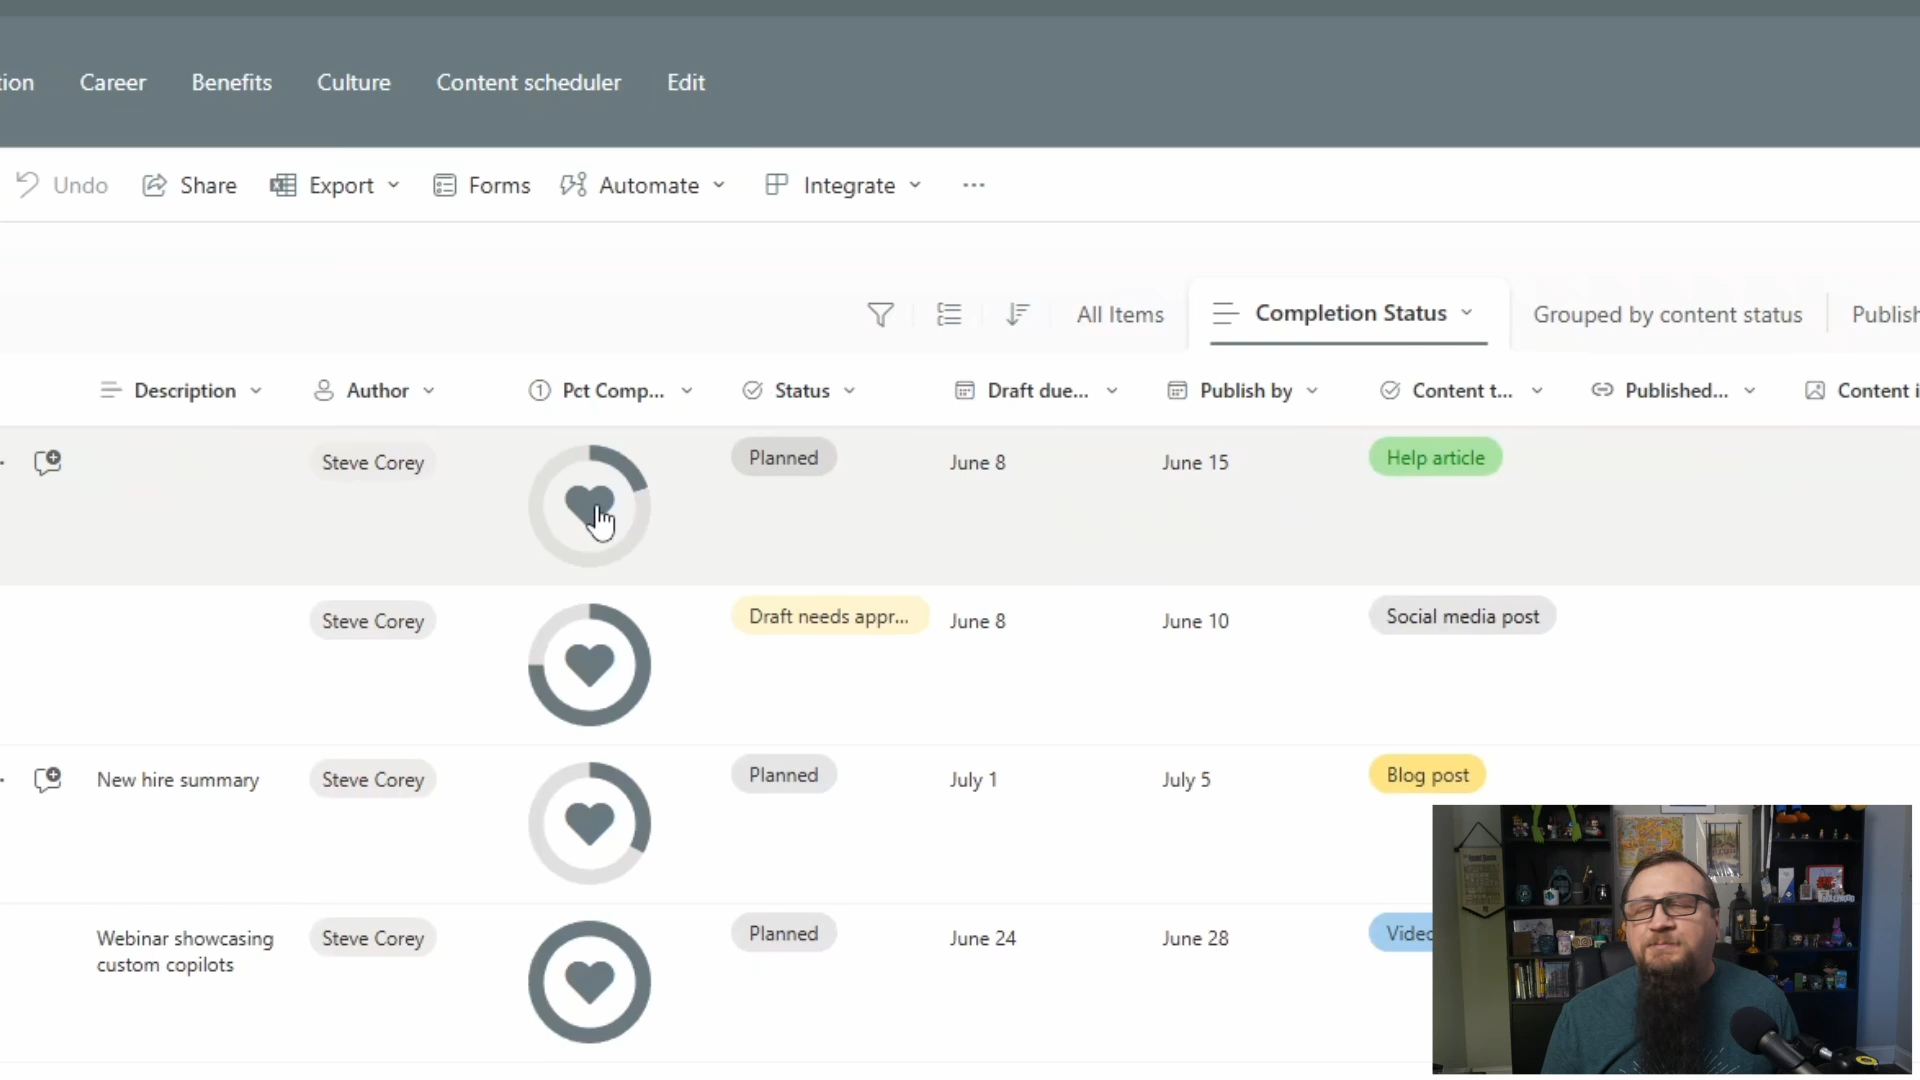 tion Career Benefits Culture Content scheduler Edit
Undo Share Export Forms Automate Integrate ...
All Items Completion Status Grouped by content status Publish
Description Author 1 Pct Comp... Status Draft due... Publish by Content t... Published... Content i
Steve Corey Planned June 8 June 15 Help article
Steve Corey Draft needs appr... June 8 June 10 Social media post
New hire summary Steve Corey Planned July 1 July 5 Blog post
Webinar showcasing Steve Corey Planned June 24 June 28 Video
custom copilots